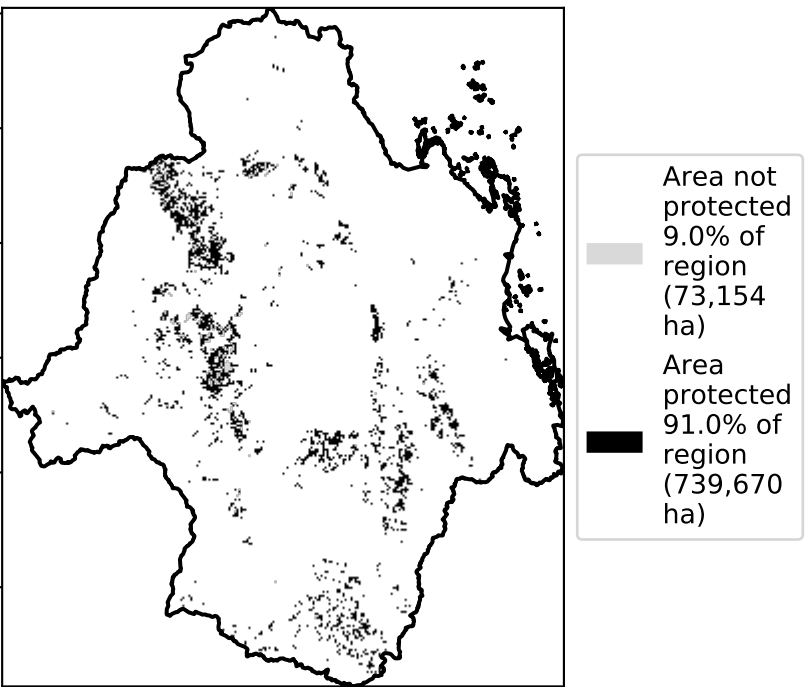 Area not
protected
9.0% of
region
(73,154
ha)
Area
protected
91.0% of
region
(739,670
ha)